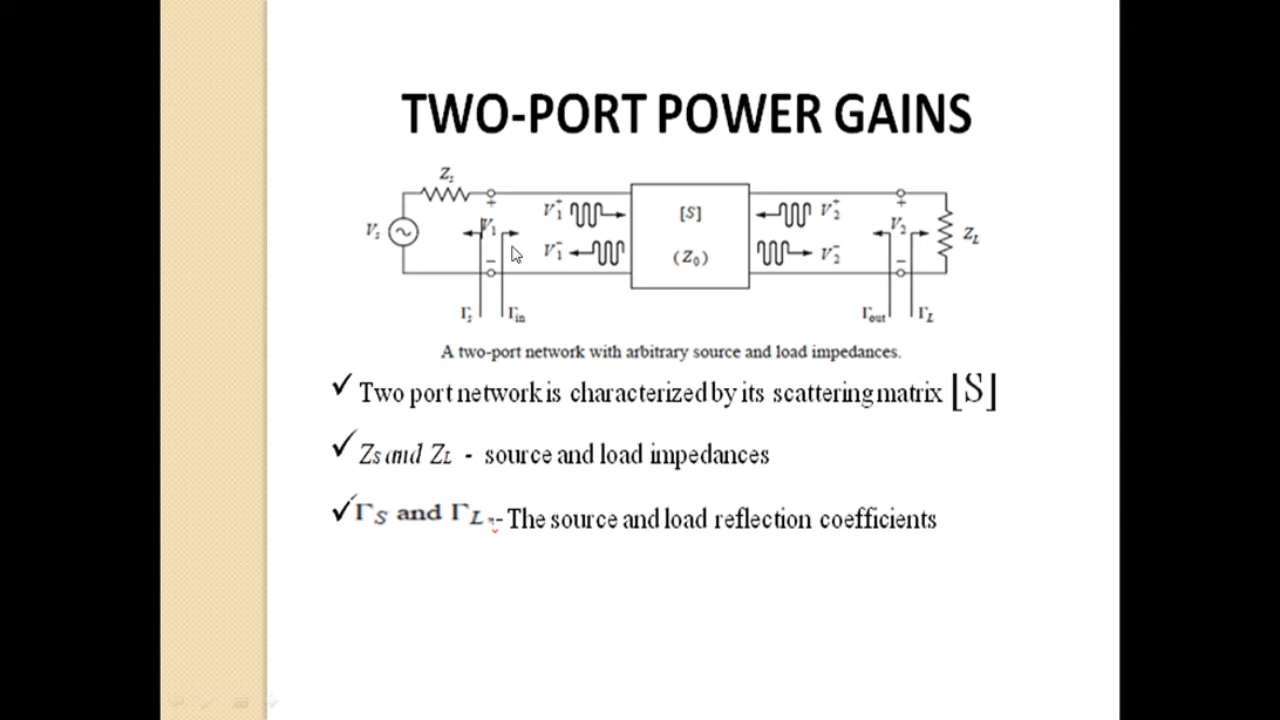 TWO-PORT POWER GAINS
Zs
Vs
V1
V1+
V1-
[S]
(Z0)
V2+
V2-
V2
ZL
Γs
Γin
Γout
ΓL
A two-port network with arbitrary source and load impedances.
✓ Two port network is characterized by its scattering matrix [S]
✓ Zs and ZL - source and load impedances
✓ ΓS and ΓL,- The source and load reflection coefficients